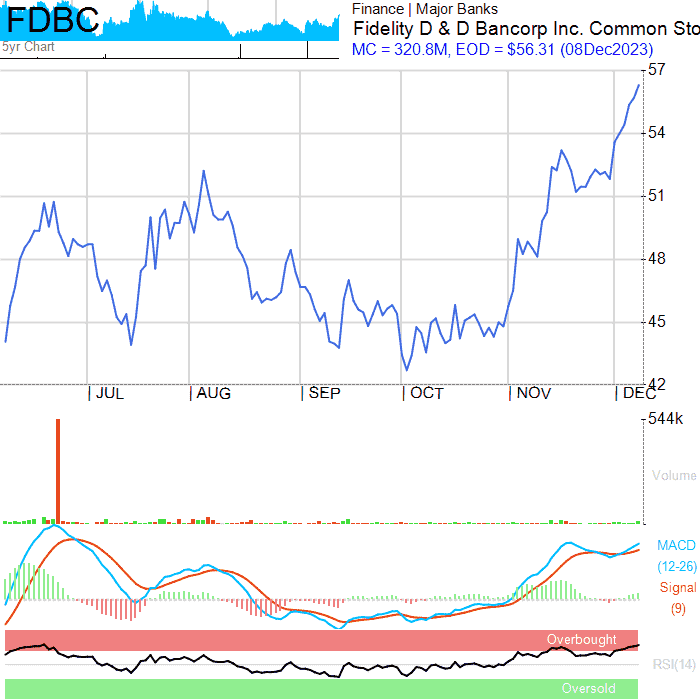 FDBC
5yr Chart
Finance | Major Banks
Fidelity D & D Bancorp Inc. Common Sto
MC = 320.8M, EOD = $56.31 (08Dec2023)
57
54
51
48
45
42
JUL AUG SEP OCT NOV DEC
544k
Volume
MACD
(12-26)
Signal
(9)
Overbought
RSI(14)
Oversold